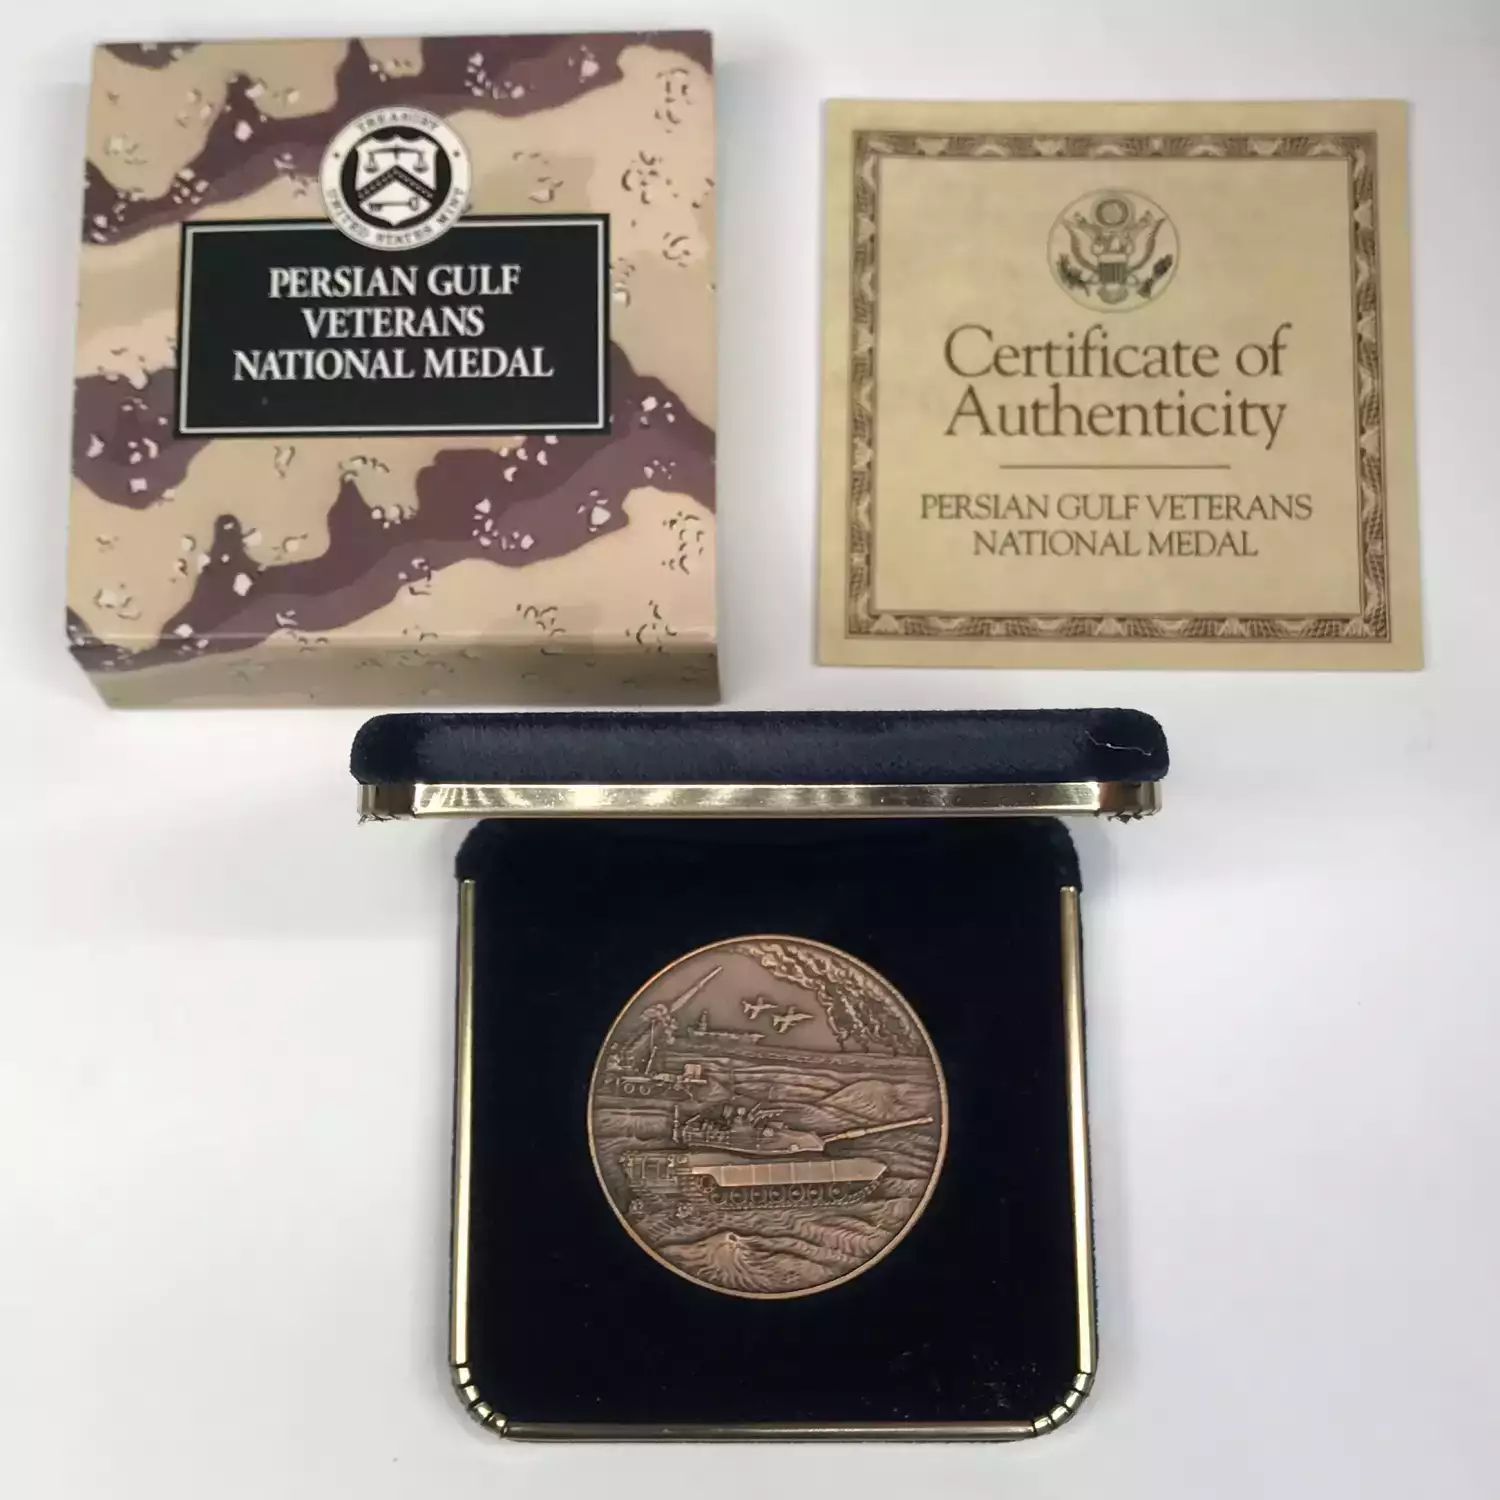 TREASURY
UNITED STATES MINT
PERSIAN GULF
VETERANS
NATIONAL MEDAL
Certificate of
Authenticity
PERSIAN GULF VETERANS
NATIONAL MEDAL